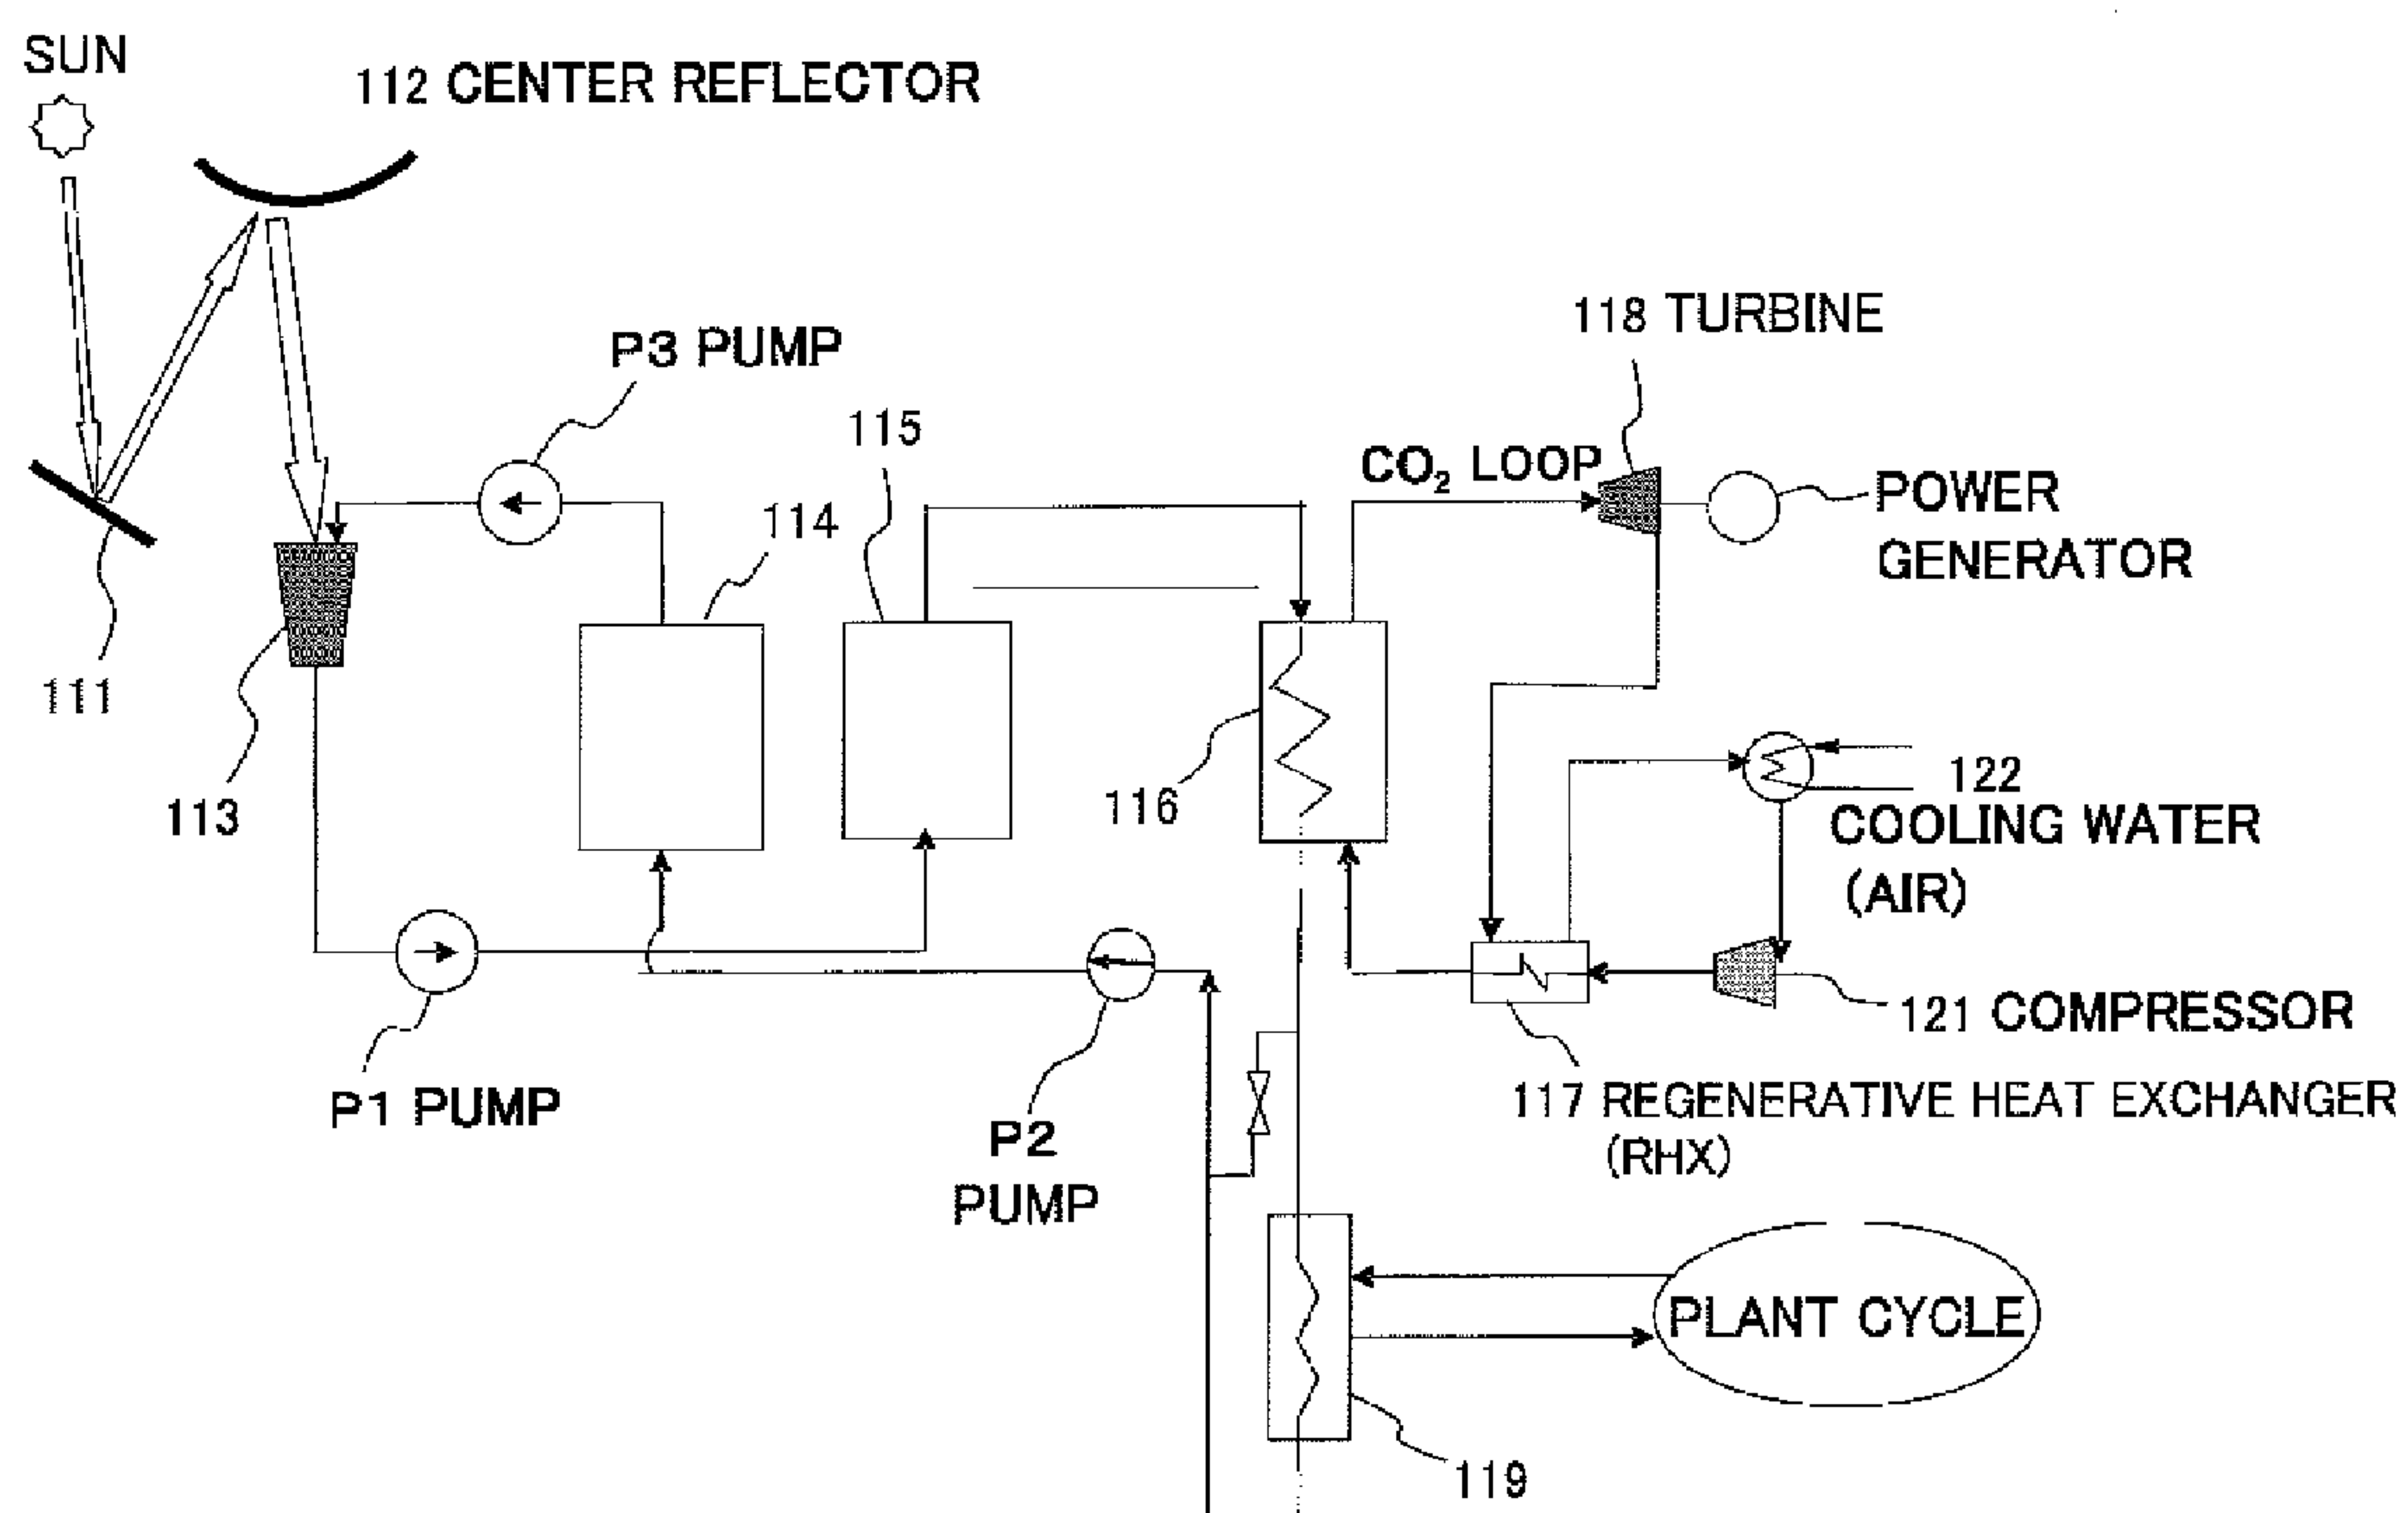 SUN
112 CENTER REFLECTOR
118 TURBINE
P3 PUMP
115
CO₂ LOOP
114
POWER
GENERATOR
111
113
116
122
COOLING WATER
(AIR)
121 COMPRESSOR
P1 PUMP
117 REGENERATIVE HEAT EXCHANGER
(RHX)
P2
PUMP
PLANT CYCLE
119